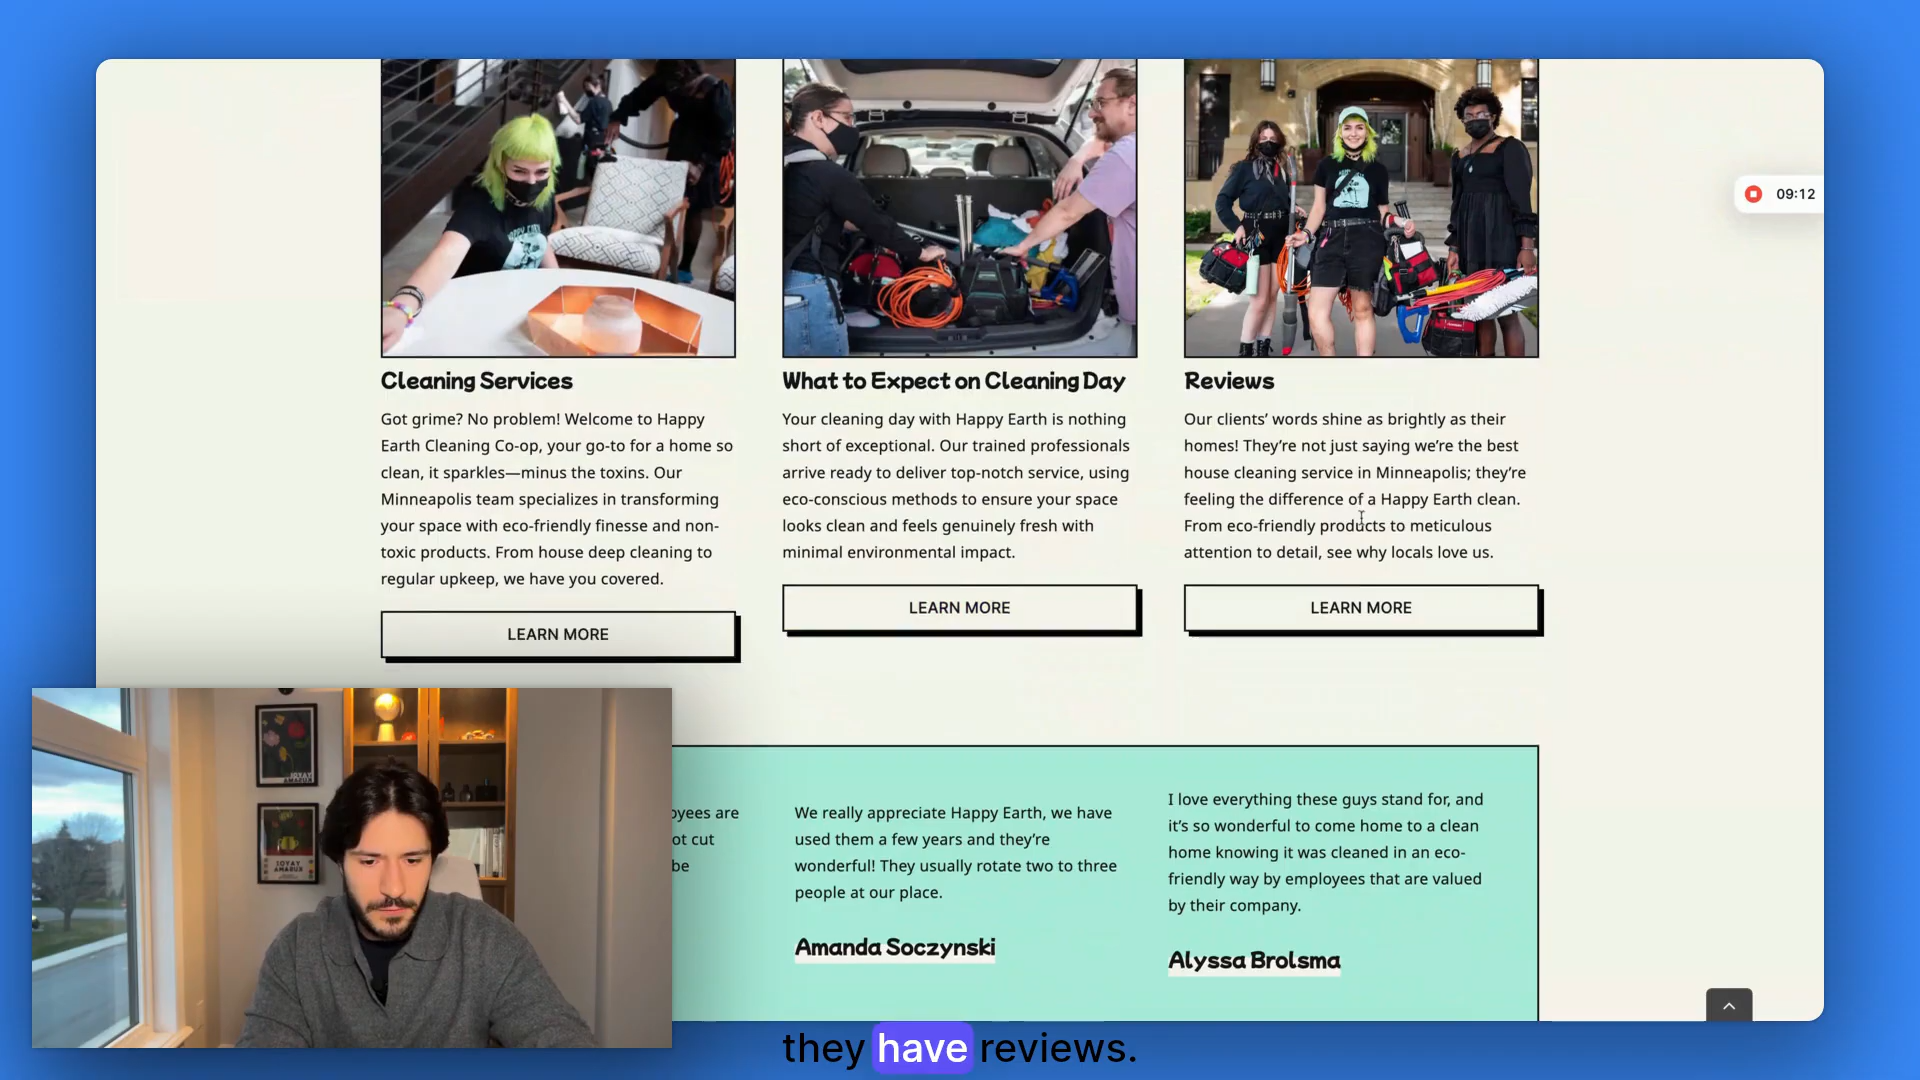 09:12
Cleaning Services
Got grime? No problem! Welcome to Happy
Earth Cleaning Co-op, your go-to for a home so
clean, it sparkles—minus the toxins. Our
Minneapolis team specializes in transforming
your space with eco-friendly finesse and non-
toxic products. From house deep cleaning to
regular upkeep, we have you covered.
LEARN MORE
What to Expect on Cleaning Day
Your cleaning day with Happy Earth is nothing
short of exceptional. Our trained professionals
arrive ready to deliver top-notch service, using
eco-conscious methods to ensure your space
looks clean and feels genuinely fresh with
minimal environmental impact.
LEARN MORE
Reviews
Our clients’ words shine as brightly as their
homes! They’re not just saying we’re the best
house cleaning service in Minneapolis; they’re
feeling the difference of a Happy Earth clean.
From eco-friendly products to meticulous
attention to detail, see why locals love us.
LEARN MORE
are
ot cut
be
We really appreciate Happy Earth, we have
used them a few years and they’re
wonderful! They usually rotate two to three
people at our place.
Amanda Soczynski
I love everything these guys stand for, and
it’s so wonderful to come home to a clean
home knowing it was cleaned in an eco-
friendly way by employees that are valued
by their company.
Alyssa Brolsma
they have reviews.